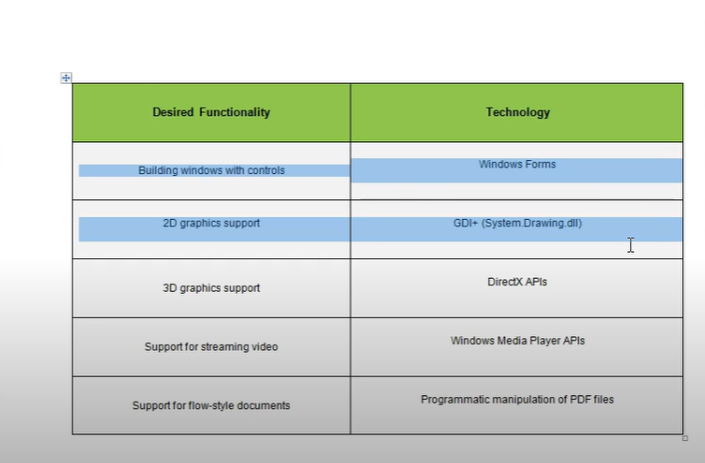 Desired Functionality
Technology
Building windows with controls
Windows Forms
2D graphics support
GDI+ (System.Drawing.dll)
3D graphics support
DirectX APIs
Support for streaming video
Windows Media Player APIs
Support for flow-style documents
Programmatic manipulation of PDF files